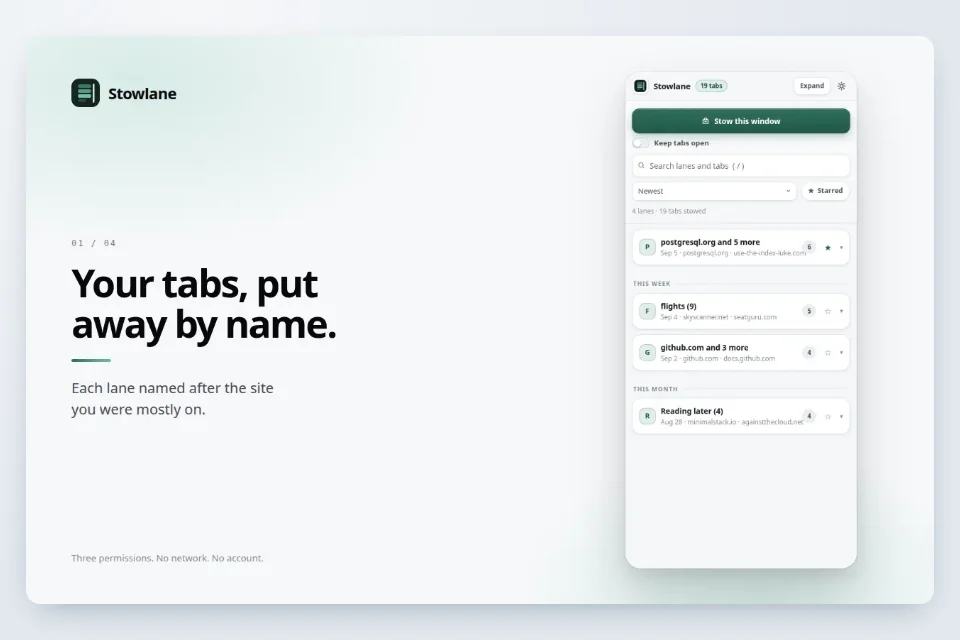 Stowlane
01 / 04
Your tabs, put
away by name.
Each lane named after the site
you were mostly on.
Three permissions. No network. No account.
Stowlane 19 tabs Expand
Stow this window
Keep tabs open
Search lanes and tabs ( / )
Newest ★ Starred
4 lanes · 19 tabs stowed
P postgresql.org and 5 more 6 ★ ▾
Sep 5 · postgresql.org · use-the-index-luke.com
THIS WEEK
F flights (9) 5 ☆ ▾
Sep 4 · skyscanner.net · seatguru.com
G github.com and 3 more 4 ☆ ▾
Sep 2 · github.com · docs.github.com
THIS MONTH
R Reading later (4) 4 ☆ ▾
Aug 28 · minimalstack.io · againstthecloud.net